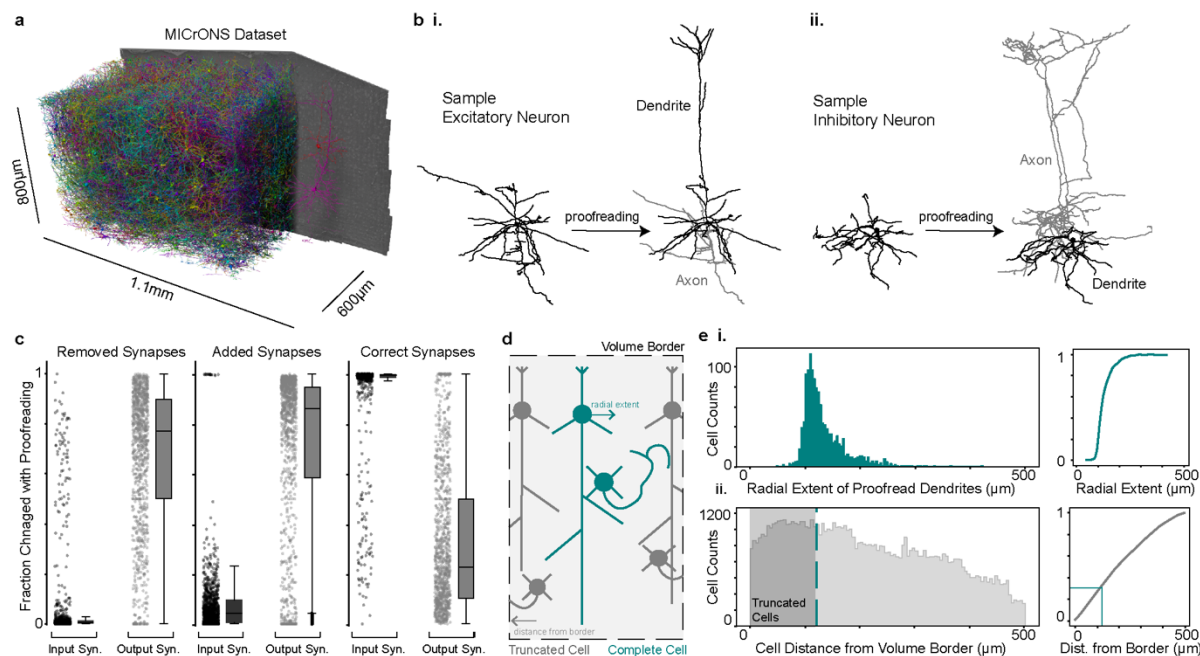 a
MICrONS Dataset
800µm
1.1mm
600µm
b i.
Sample
Excitatory Neuron
proofreading
Dendrite
Axon
ii.
Sample
Inhibitory Neuron
proofreading
Axon
Dendrite
c
Removed Synapses
Added Synapses
Correct Synapses
Fraction Chnaged with Proofreading
1
0
Input Syn.
Output Syn.
Input Syn.
Output Syn.
Input Syn.
Output Syn.
d
Volume Border
radial extent
distance from border
Truncated Cell
Complete Cell
e i.
Cell Counts
100
0
500
Radial Extent of Proofread Dendrites (µm)
1
0
0
500
Radial Extent (µm)
ii.
Cell Counts
1200
0
Truncated
Cells
0
500
Cell Distance from Volume Border (µm)
1
0
0
500
Dist. from Border (µm)